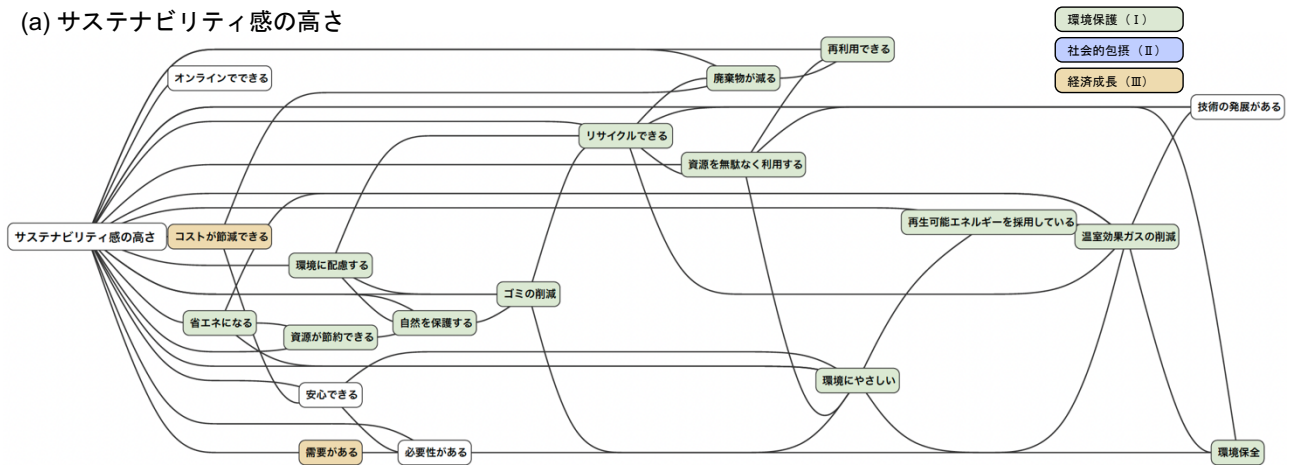 (a) サステナビリティ感の高さ
環境保護（Ⅰ）
社会的包摂（Ⅱ）
経済成長（Ⅲ）
再利用できる
オンラインでできる
廃棄物が減る
技術の発展がある
リサイクルできる
資源を無駄なく利用する
再生可能エネルギーを採用している
サステナビリティ感の高さ
コストが節減できる
温室効果ガスの削減
環境に配慮する
ゴミの削減
省エネになる
自然を保護する
資源が節約できる
環境にやさしい
安心できる
需要がある
必要性がある
環境保全